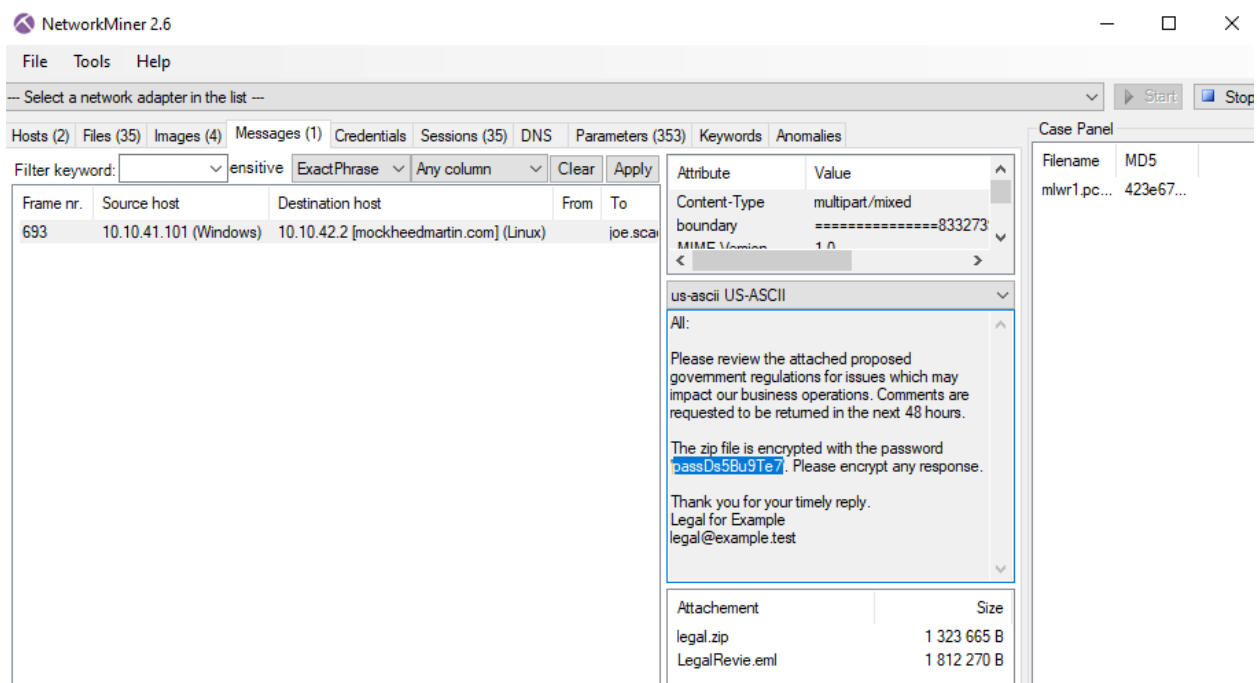 NetworkMiner 2.6
File Tools Help
--- Select a network adapter in the list ---
Start Stop
Hosts (2) Files (35) Images (4) Messages (1) Credentials Sessions (35) DNS Parameters (353) Keywords Anomalies
Filter keyword: ensitive ExactPhrase Any column Clear Apply
Frame nr. Source host Destination host From To
693 10.10.41.101 (Windows) 10.10.42.2 [mockheedmartin.com] (Linux) joe.sca
Attribute Value
Content-Type multipart/mixed
boundary ===============833273
MIME-Version 1.0
us-ascii US-ASCII
All:
Please review the attached proposed
government regulations for issues which may
impact our business operations. Comments are
requested to be returned in the next 48 hours.
The zip file is encrypted with the password
'passDs5Bu9Te7'. Please encrypt any response.
Thank you for your timely reply.
Legal for Example
legal@example.test
Attachement Size
legal.zip 1 323 665 B
LegalRevie.eml 1 812 270 B
Case Panel
Filename MD5
mlwr1.pc... 423e67...